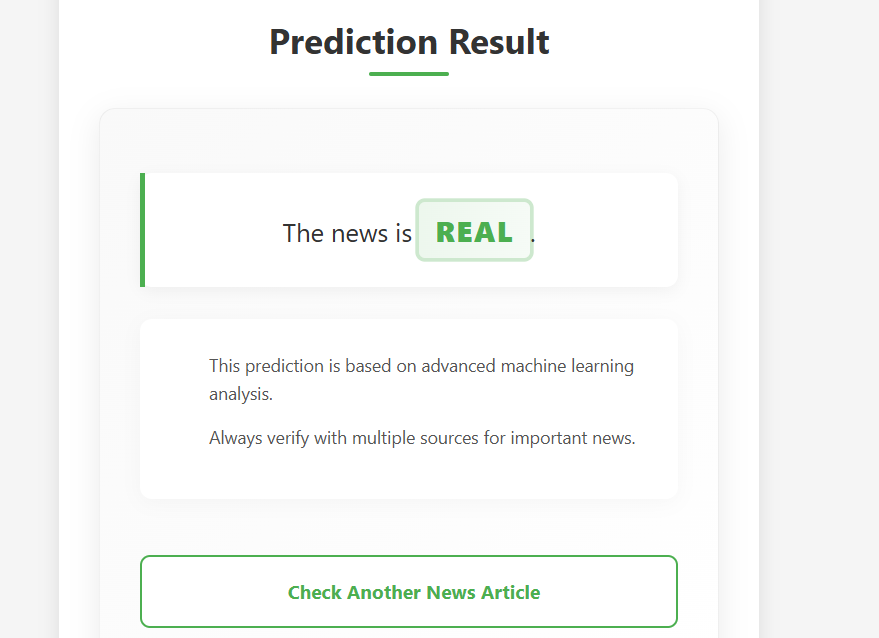 Prediction Result
The news is REAL.
This prediction is based on advanced machine learning
analysis.
Always verify with multiple sources for important news.
Check Another News Article